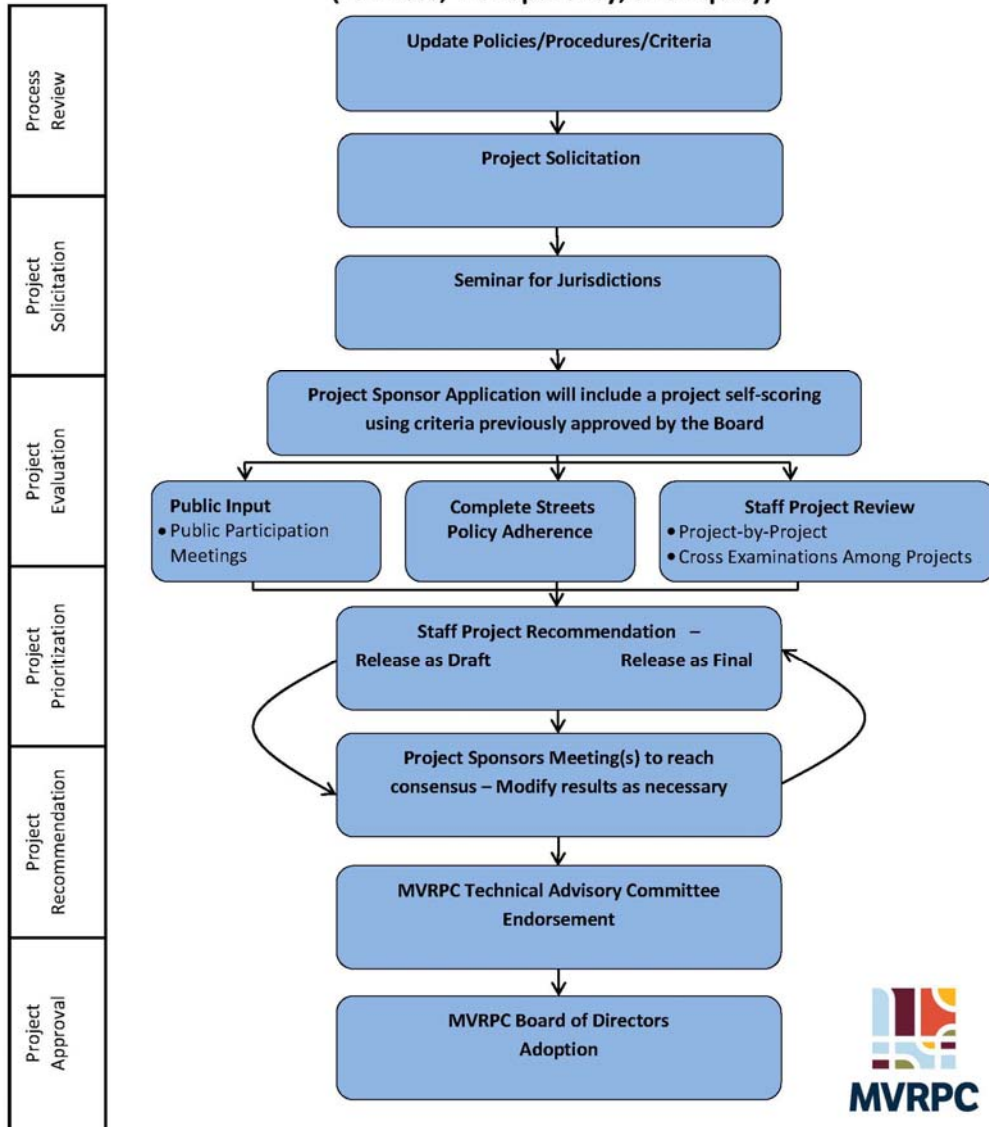 Update Policies/Procedures/Criteria
Project Solicitation
Seminar for Jurisdictions
Project Sponsor Application will include a project self-scoring
using criteria previously approved by the Board
Public Input
• Public Participation
Meetings
Complete Streets
Policy Adherence
Staff Project Review
• Project-by-Project
• Cross Examinations Among Projects
Staff Project Recommendation –
Release as Draft Release as Final
Project Sponsors Meeting(s) to reach
consensus – Modify results as necessary
MVRPC Technical Advisory Committee
Endorsement
MVRPC Board of Directors
Adoption
Process
Review
Project
Solicitation
Project
Evaluation
Project
Prioritization
Project
Recommendation
Project
Approval
MVRPC